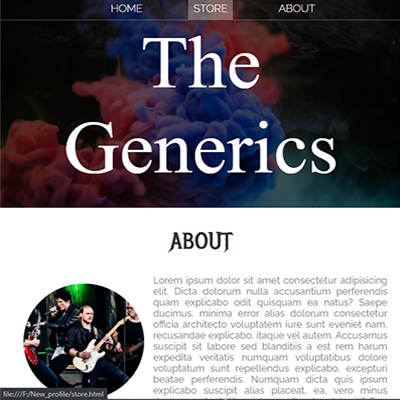 HOME STORE ABOUT
The
Generics
ABOUT
Lorem ipsum dolor sit amet consectetur adipisicing
elit. Dicta dolorum nulla accusantium perferendis
quam explicabo odit quisquam ea natus? Saepe
ducimus, minima error alias dolorum distinctio
officia architecto voluptatem iure sunt eveniet nam,
recusandae explicabo, itaque vel autem. Accusamus
suscipit sit labore sed blanditiis a est rem harum
expedita veritatis numquam voluptatibus dolore
voluptatum sunt repellendus explicabo, excepturi
beatae perferendis! Numquam dicta quis ipsum
explicabo suscipit alias placeat, ea, vero minus
file:///F:/New_profile/store.html